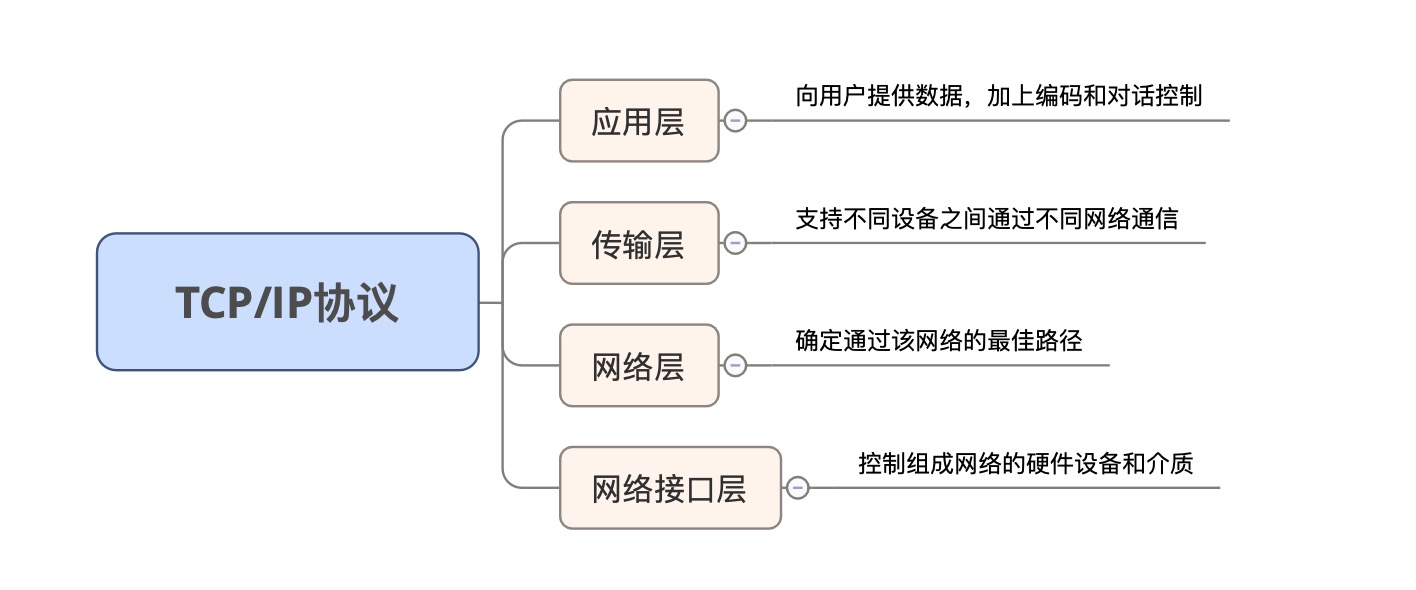 TCP/IP协议
应用层
向用户提供数据，加上编码和对话控制
传输层
支持不同设备之间通过不同网络通信
网络层
确定通过该网络的最佳路径
网络接口层
控制组成网络的硬件设备和介质